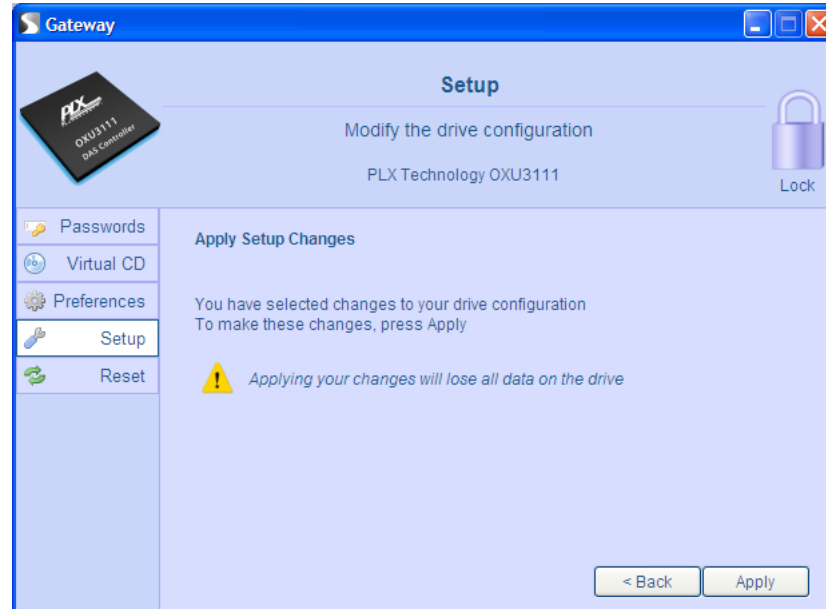 Gateway
PLX
OXU3111
DAS Controller
Setup
Modify the drive configuration
PLX Technology OXU3111
Lock
Passwords
Virtual CD
Preferences
Setup
Reset
Apply Setup Changes
You have selected changes to your drive configuration
To make these changes, press Apply
Applying your changes will lose all data on the drive
< Back
Apply